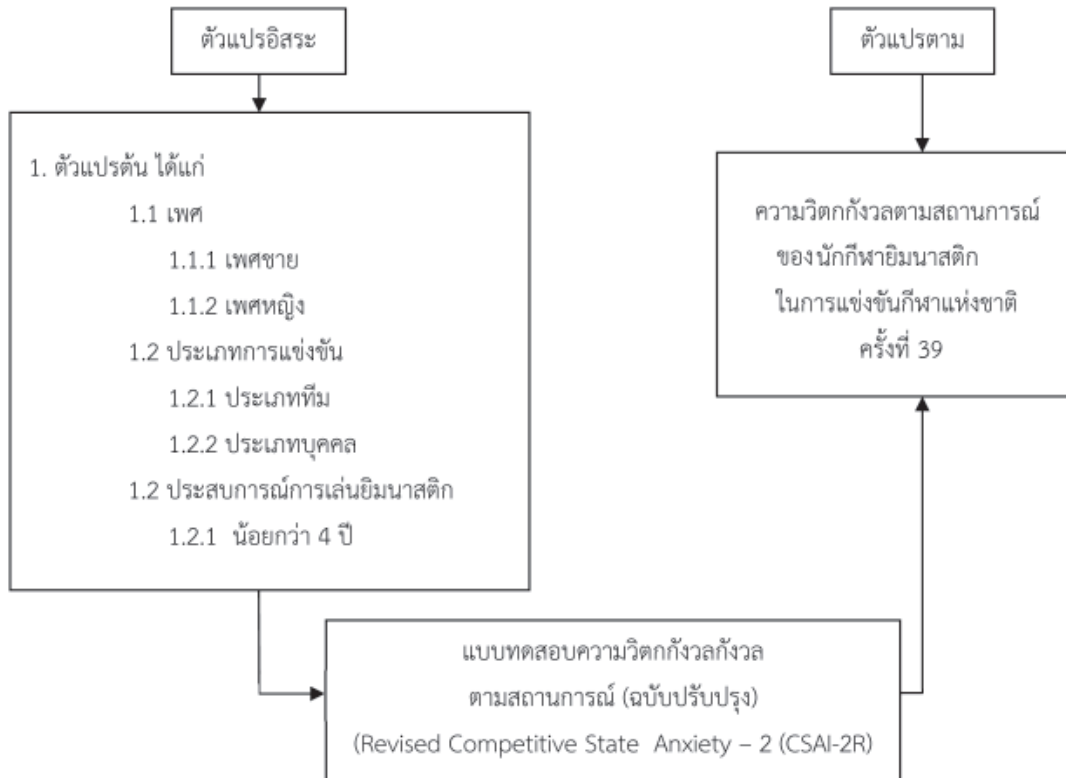 ตัวแปรอิสระ
1. ตัวแปรต้น ได้แก่
1.1 เพศ
1.1.1 เพศชาย
1.1.2 เพศหญิง
1.2 ประเภทการแข่งขัน
1.2.1 ประเภททีม
1.2.2 ประเภทบุคคล
1.2 ประสบการณ์การเล่นยิมนาสติก
1.2.1 น้อยกว่า 4 ปี
ตัวแปรตาม
ความวิตกกังวลตามสถานการณ์
ของนักกีฬายิมนาสติก
ในการแข่งขันกีฬาแห่งชาติ
ครั้งที่ 39
แบบทดสอบความวิตกกังวลกังวล
ตามสถานการณ์ (ฉบับปรับปรุง)
(Revised Competitive State Anxiety – 2 (CSAI-2R)